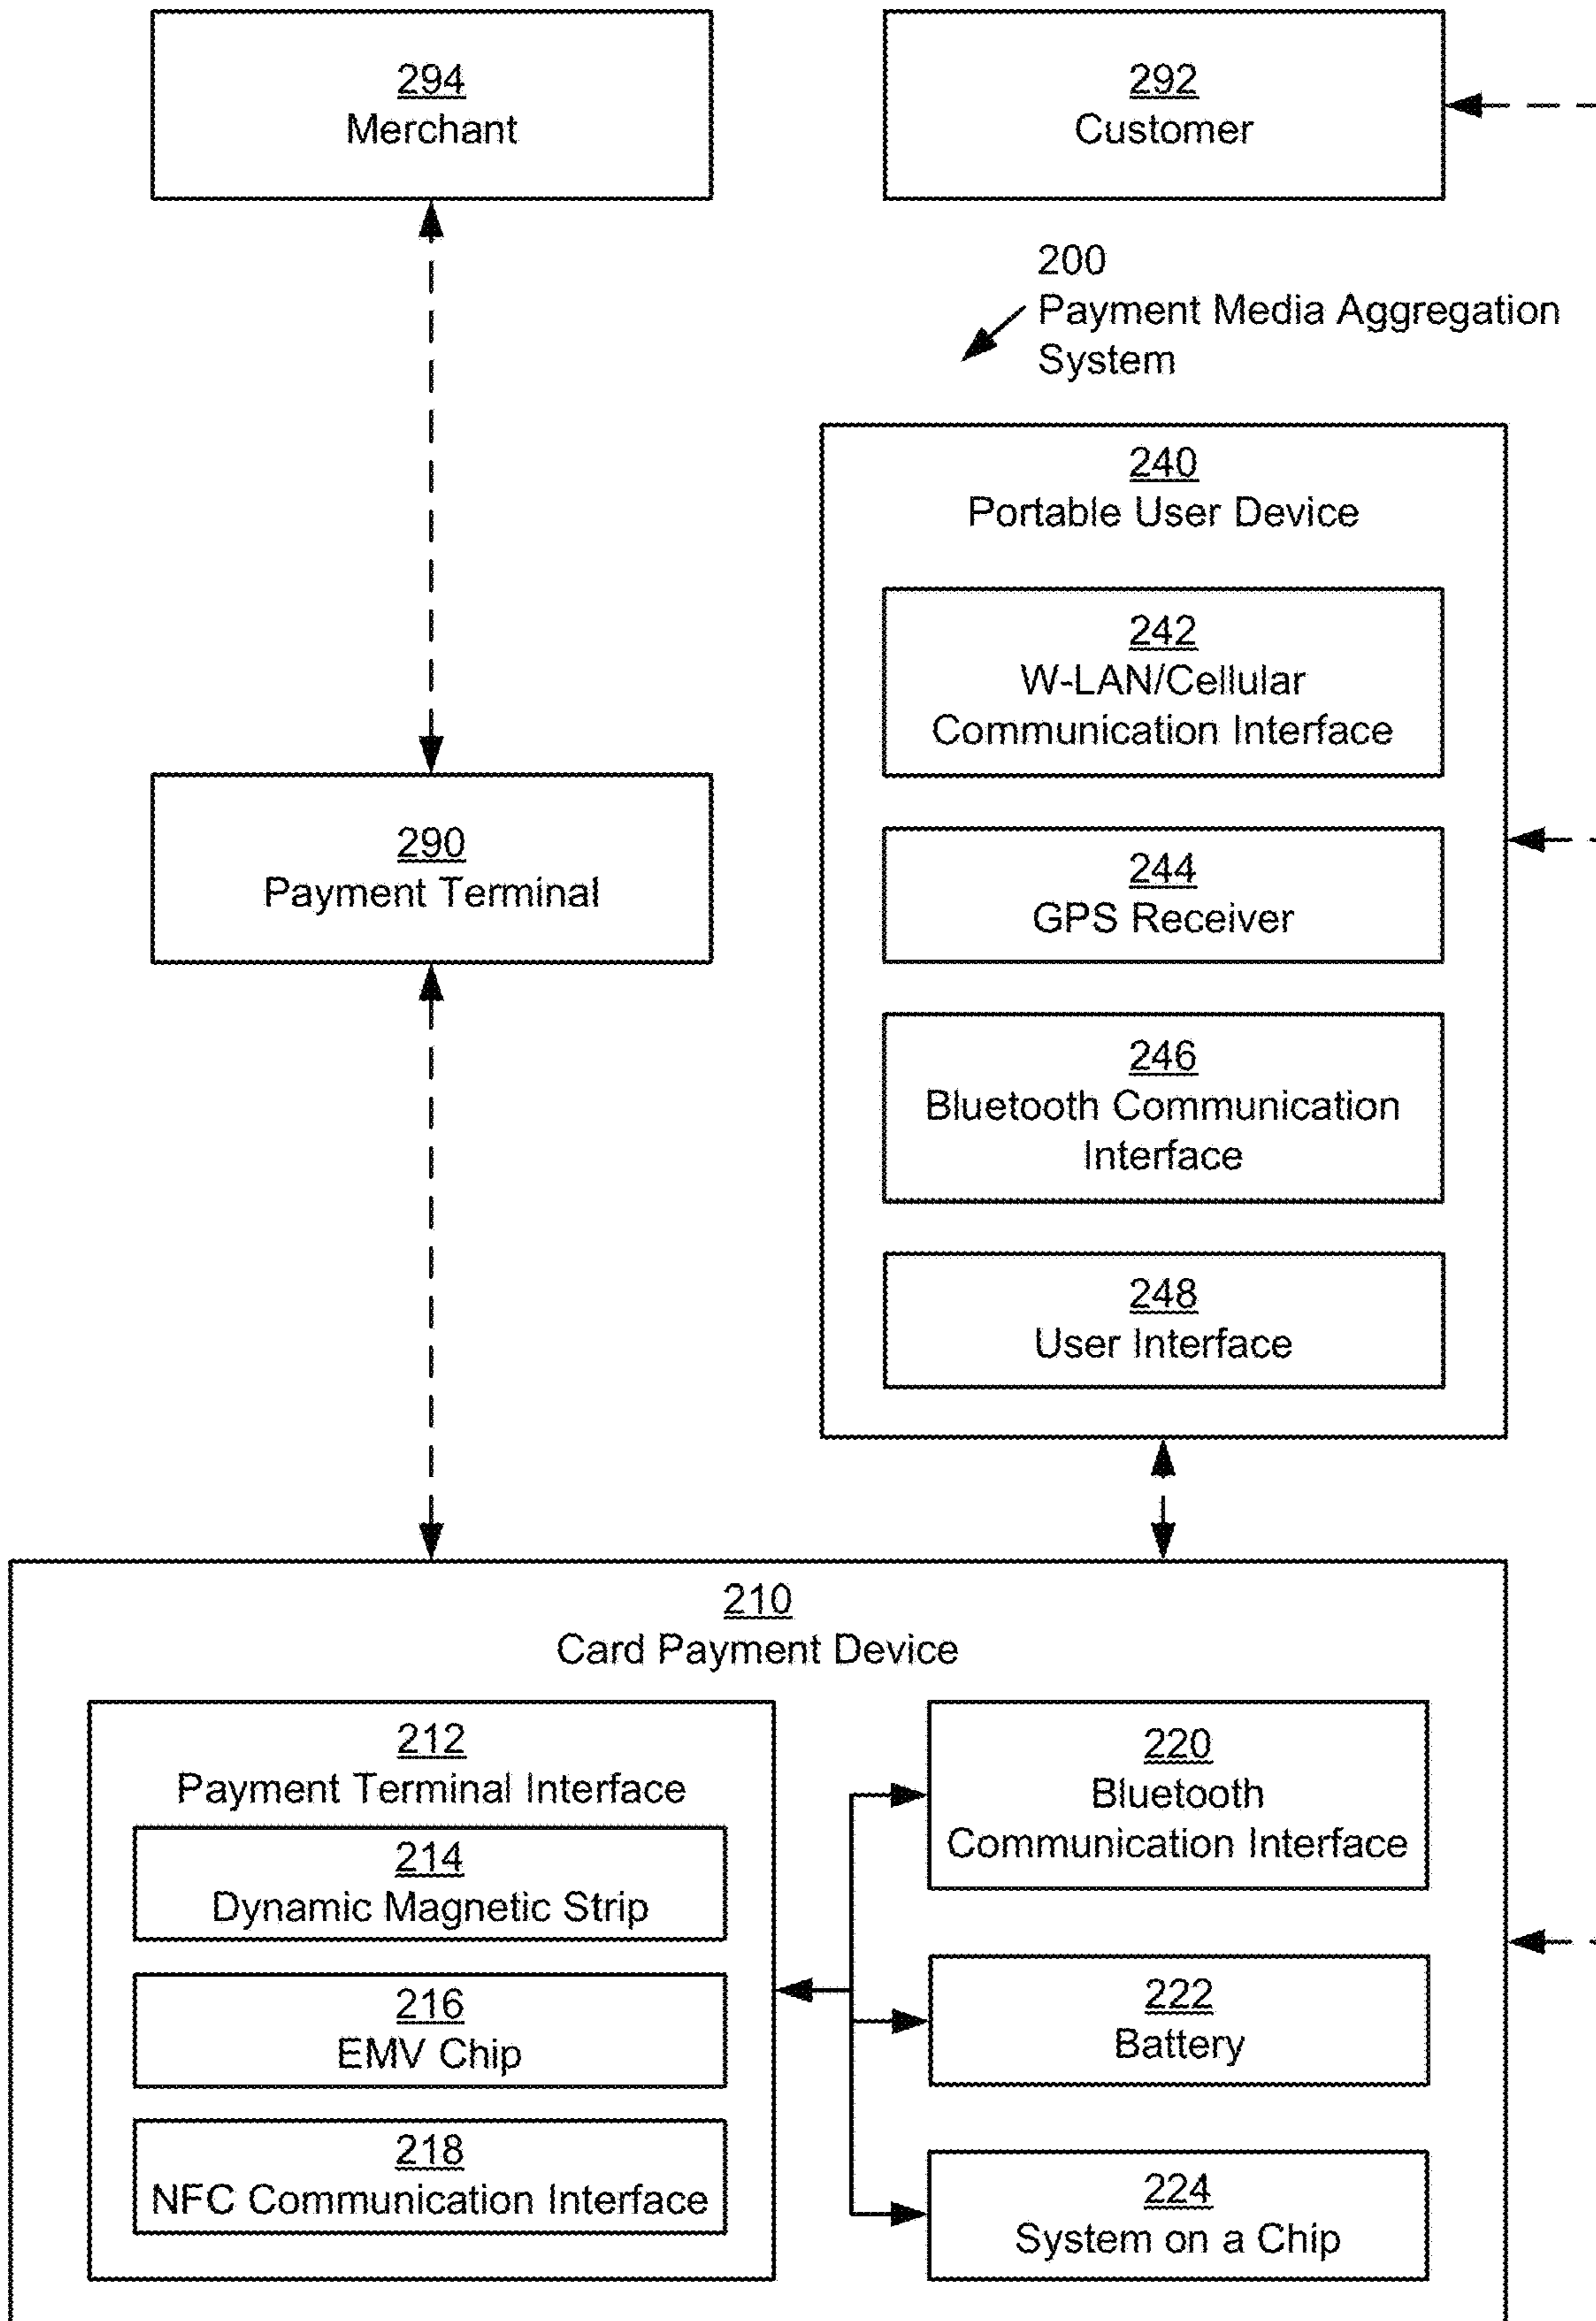 294
Merchant
292
Customer
200
Payment Media Aggregation
System
240
Portable User Device
242
W-LAN/Cellular
Communication Interface
290
Payment Terminal
244
GPS Receiver
246
Bluetooth Communication
Interface
248
User Interface
210
Card Payment Device
212
Payment Terminal Interface
214
Dynamic Magnetic Strip
216
EMV Chip
218
NFC Communication Interface
220
Bluetooth
Communication Interface
222
Battery
224
System on a Chip